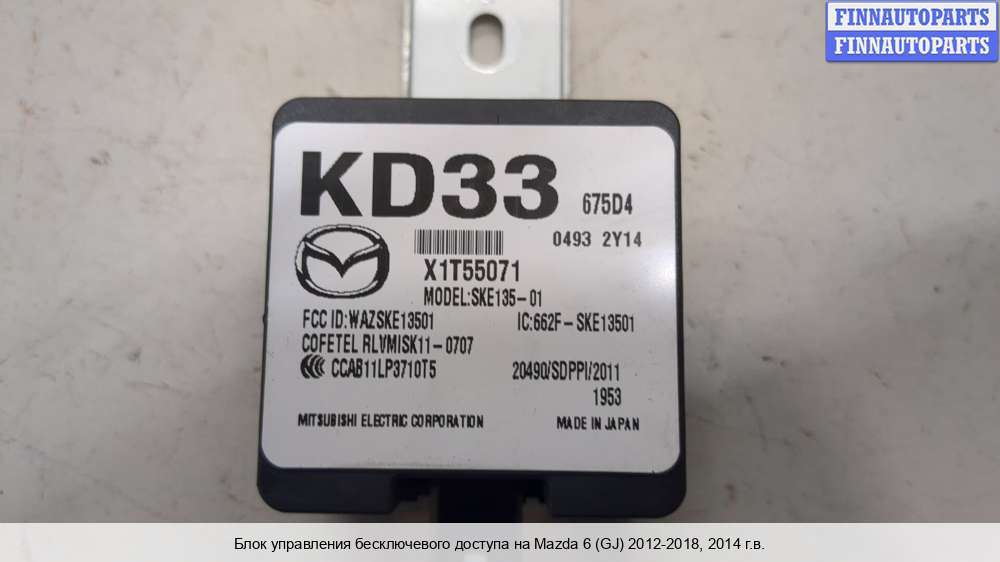 FINNAUTOPARTS
FINNAUTOPARTS
KD33 675D4
0493 2Y14
X1T55071
MODEL:SKE135-01
FCC ID:WAZSKE13501 IC:662F-SKE13501
COFETEL RLVMISK11-0707
CCAB11LP3710T5 20490/SDPPI/2011
1953
MITSUBISHI ELECTRIC CORPORATION MADE IN JAPAN
Блок управления бесключевого доступа на Mazda 6 (GJ) 2012-2018, 2014 г.в.